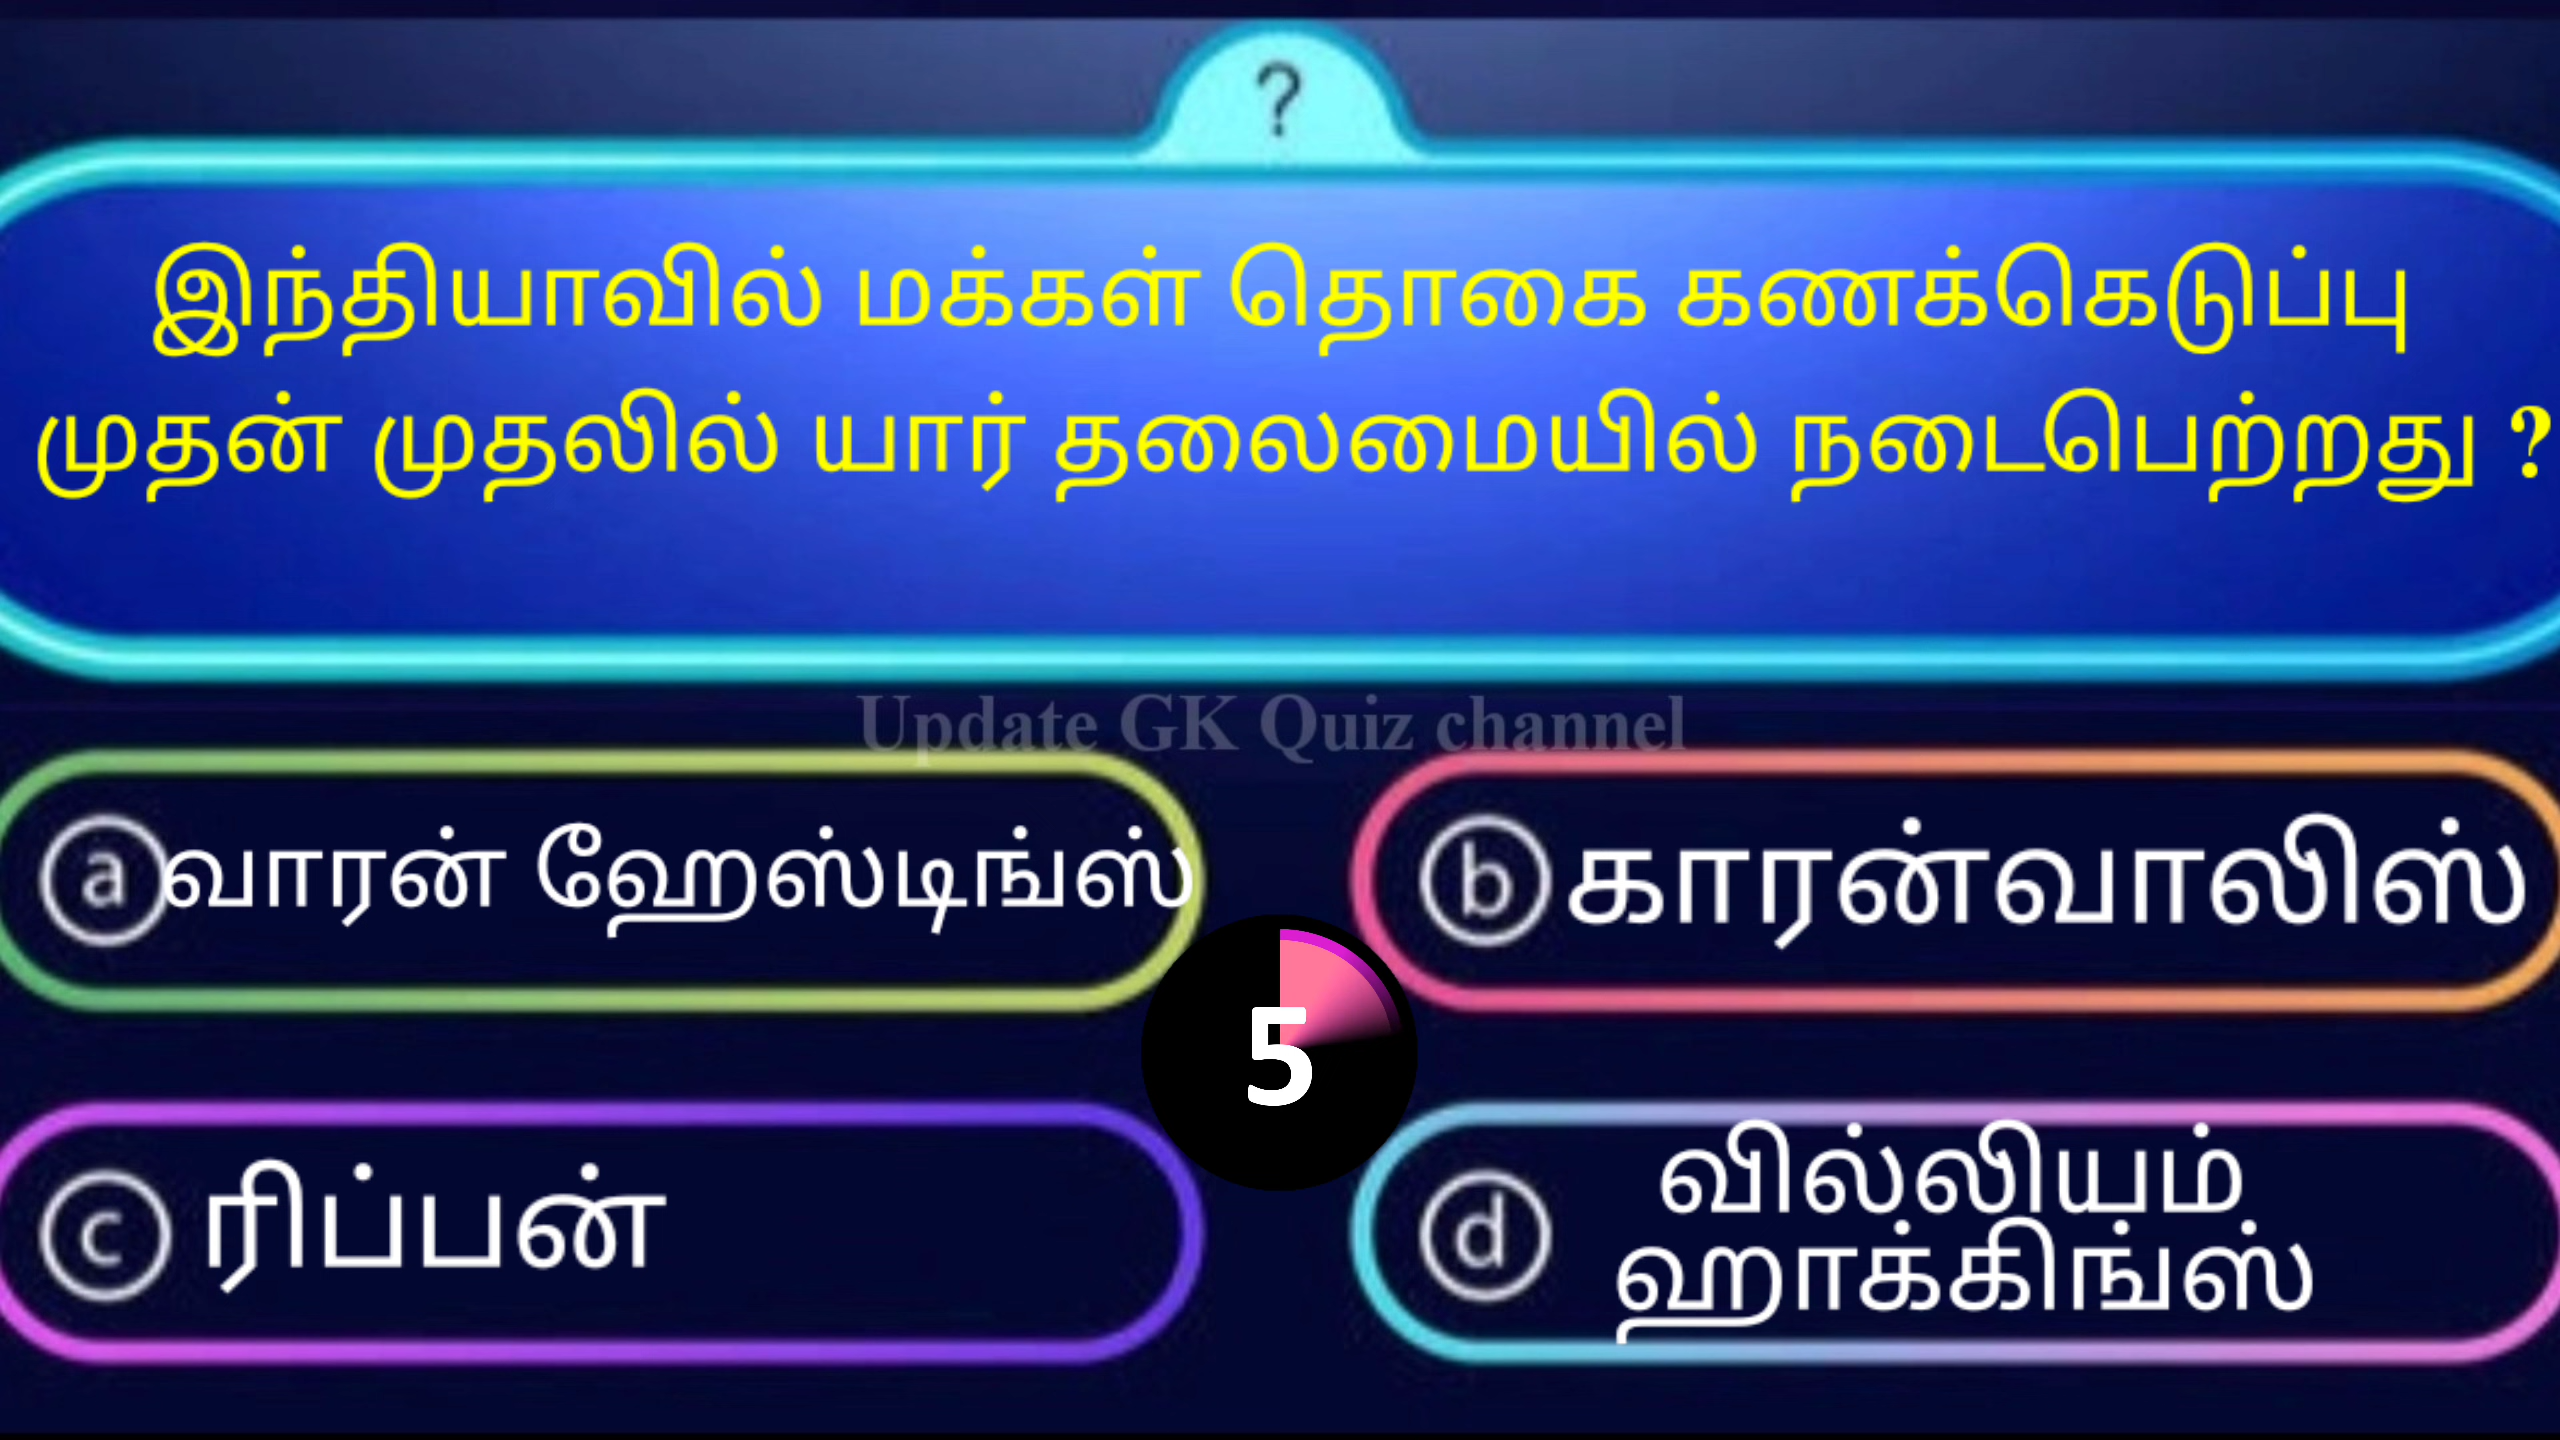 ?
இந்தியாவில் மக்கள் தொகை கணக்கெடுப்பு
முதன் முதலில் யார் தலைமையில் நடைபெற்றது ?
Update GK Quiz channel
a வாரன் ஹேஸ்டிங்ஸ்
b காரன்வாலிஸ்
5
c ரிப்பன்
d வில்லியம்
ஹாக்கிங்ஸ்